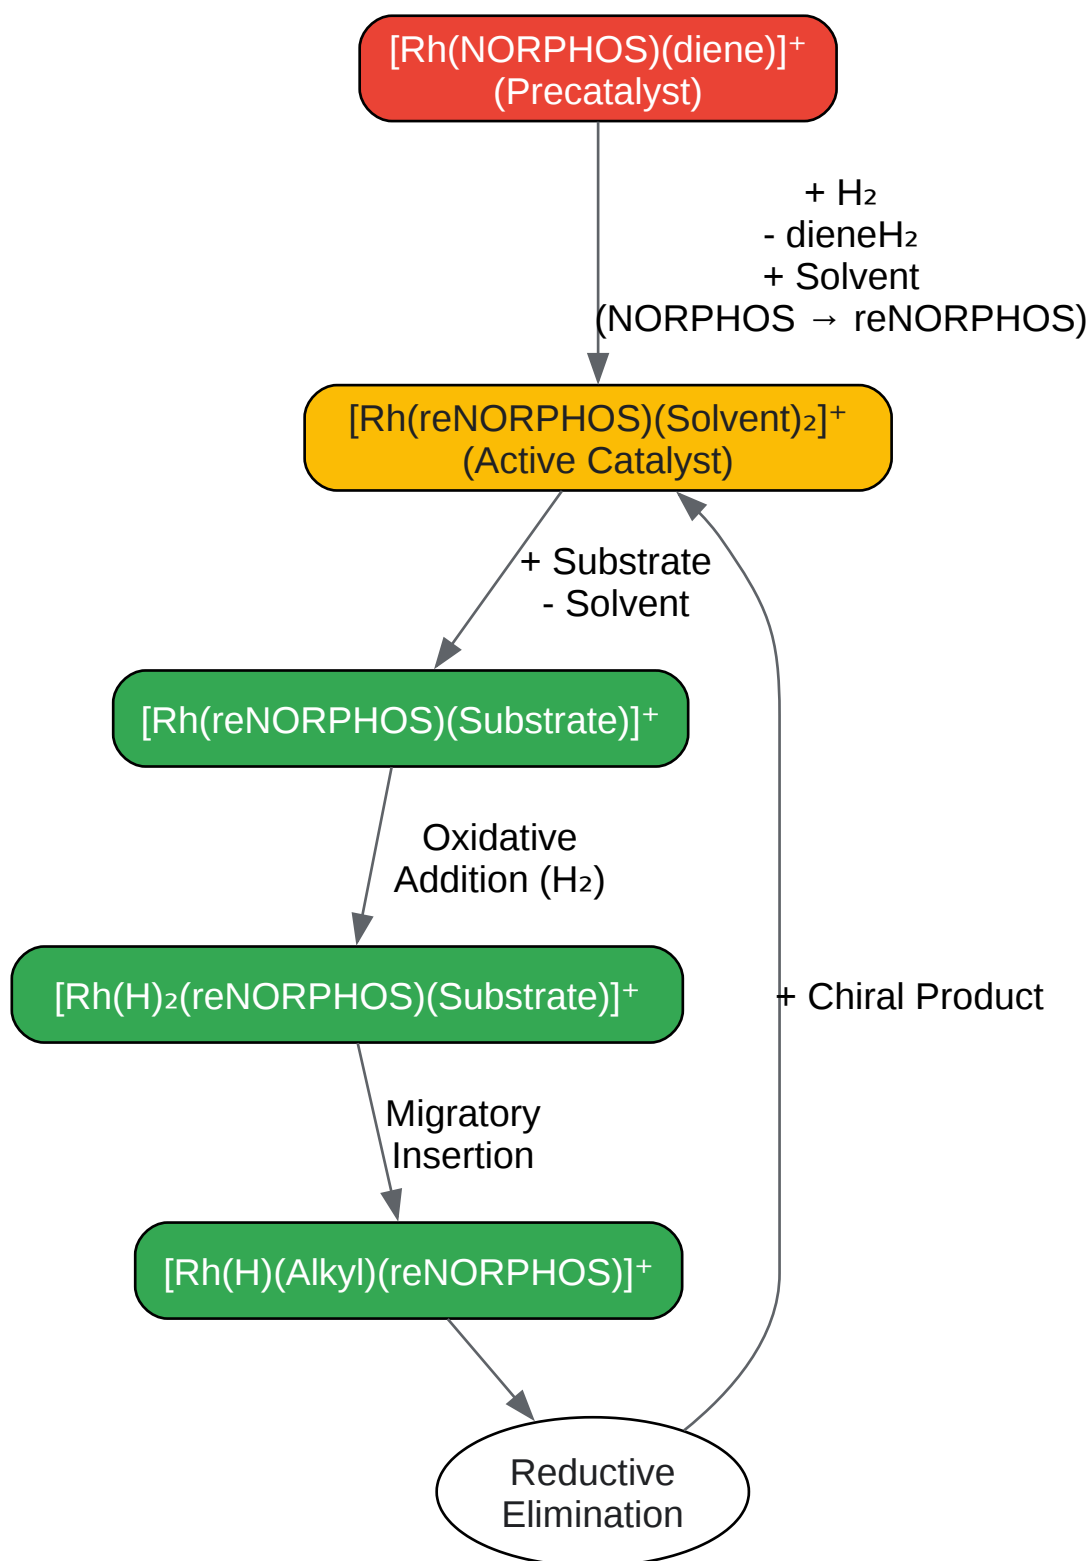 [Rh(NORPHOS)(diene)]⁺
(Precatalyst)
+ H₂
- dieneH₂
+ Solvent
(NORPHOS → reNORPHOS)
[Rh(reNORPHOS)(Solvent)₂]⁺
(Active Catalyst)
+ Substrate
- Solvent
[Rh(reNORPHOS)(Substrate)]⁺
Oxidative
Addition (H₂)
[Rh(H)₂(reNORPHOS)(Substrate)]⁺
+ Chiral Product
Migratory
Insertion
[Rh(H)(Alkyl)(reNORPHOS)]⁺
Reductive
Elimination